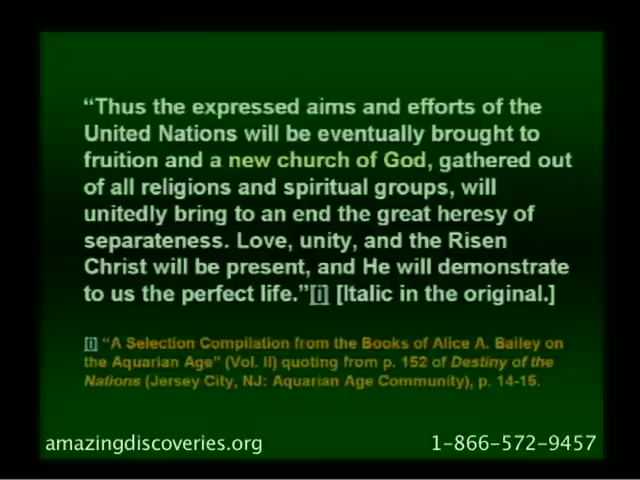 “Thus the expressed aims and efforts of the
United Nations will be eventually brought to
fruition and a new church of God, gathered out
of all religions and spiritual groups, will
unitedly bring to an end the great heresy of
separateness. Love, unity, and the Risen
Christ will be present, and He will demonstrate
to us the perfect life.”[i] [Italic in the original.]
[i] “A Selection Compilation from the Books of Alice A. Bailey on
the Aquarian Age” (Vol. II) quoting from p. 152 of Destiny of the
Nations (Jersey City, NJ: Aquarian Age Community), p. 14-15.
amazingdiscoveries.org
1-866-572-9457